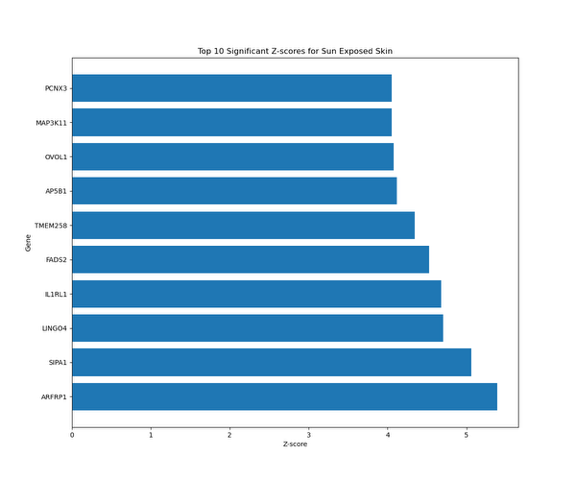 Top 10 Significant Z-scores for Sun Exposed Skin
PCNX3
MAP3K11
OVOL1
AP5B1
TMEM258
FADS2
IL1RL1
LINGO4
SIPA1
ARFRP1
Gene
0 1 2 3 4 5
Z-score